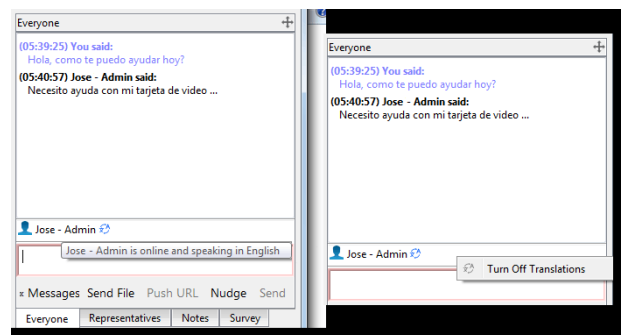 Everyone
(05:39:25) You said:
Hola, como te puedo ayudar hoy?
(05:40:57) Jose - Admin said:
Necesito ayuda con mi tarjeta de video ...
Jose - Admin
Jose - Admin is online and speaking in English
× Messages Send File Push URL Nudge Send
Everyone Representatives Notes Survey
Everyone
(05:39:25) You said:
Hola, como te puedo ayudar hoy?
(05:40:57) Jose - Admin said:
Necesito ayuda con mi tarjeta de video ...
Jose - Admin
Turn Off Translations